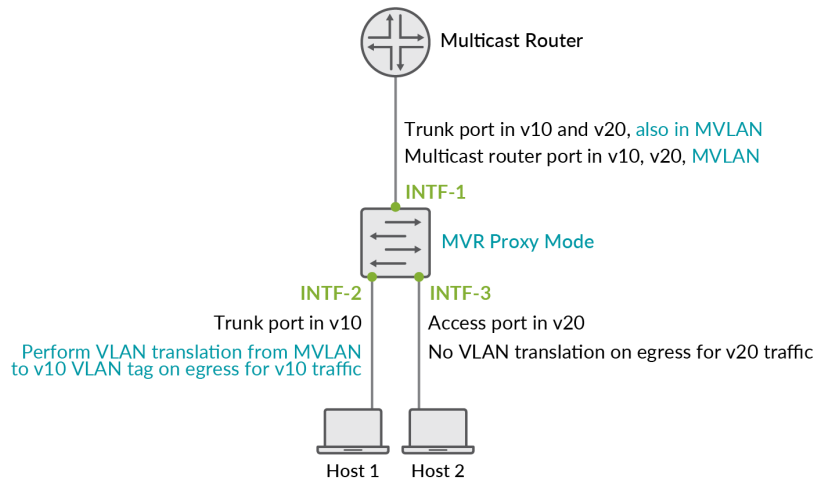 Multicast Router
Trunk port in v10 and v20, also in MVLAN
Multicast router port in v10, v20, MVLAN
INTF-1
MVR Proxy Mode
INTF-2
INTF-3
Trunk port in v10
Access port in v20
Perform VLAN translation from MVLAN
to v10 VLAN tag on egress for v10 traffic
No VLAN translation on egress for v20 traffic
Host 1
Host 2